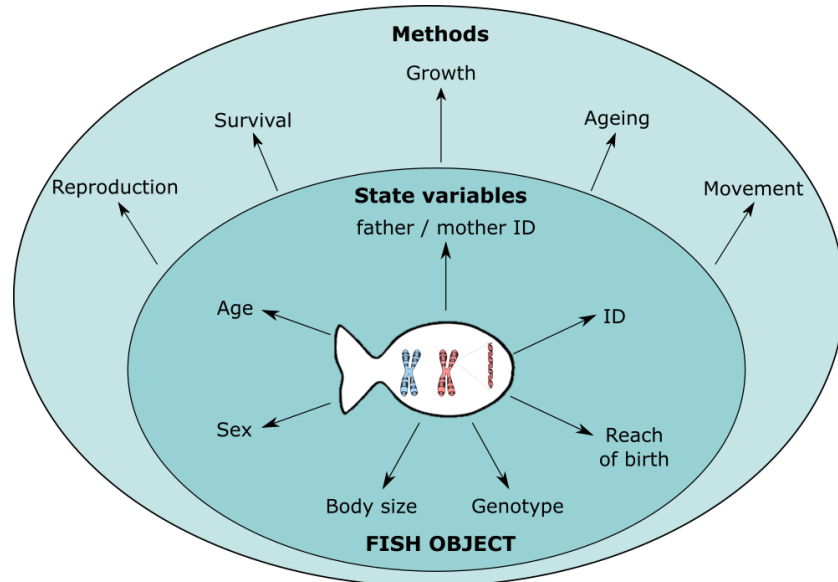 Methods
Growth
Survival
Ageing
Reproduction
Movement
State variables
father / mother ID
Age
ID
Sex
Reach
of birth
Body size
Genotype
FISH OBJECT